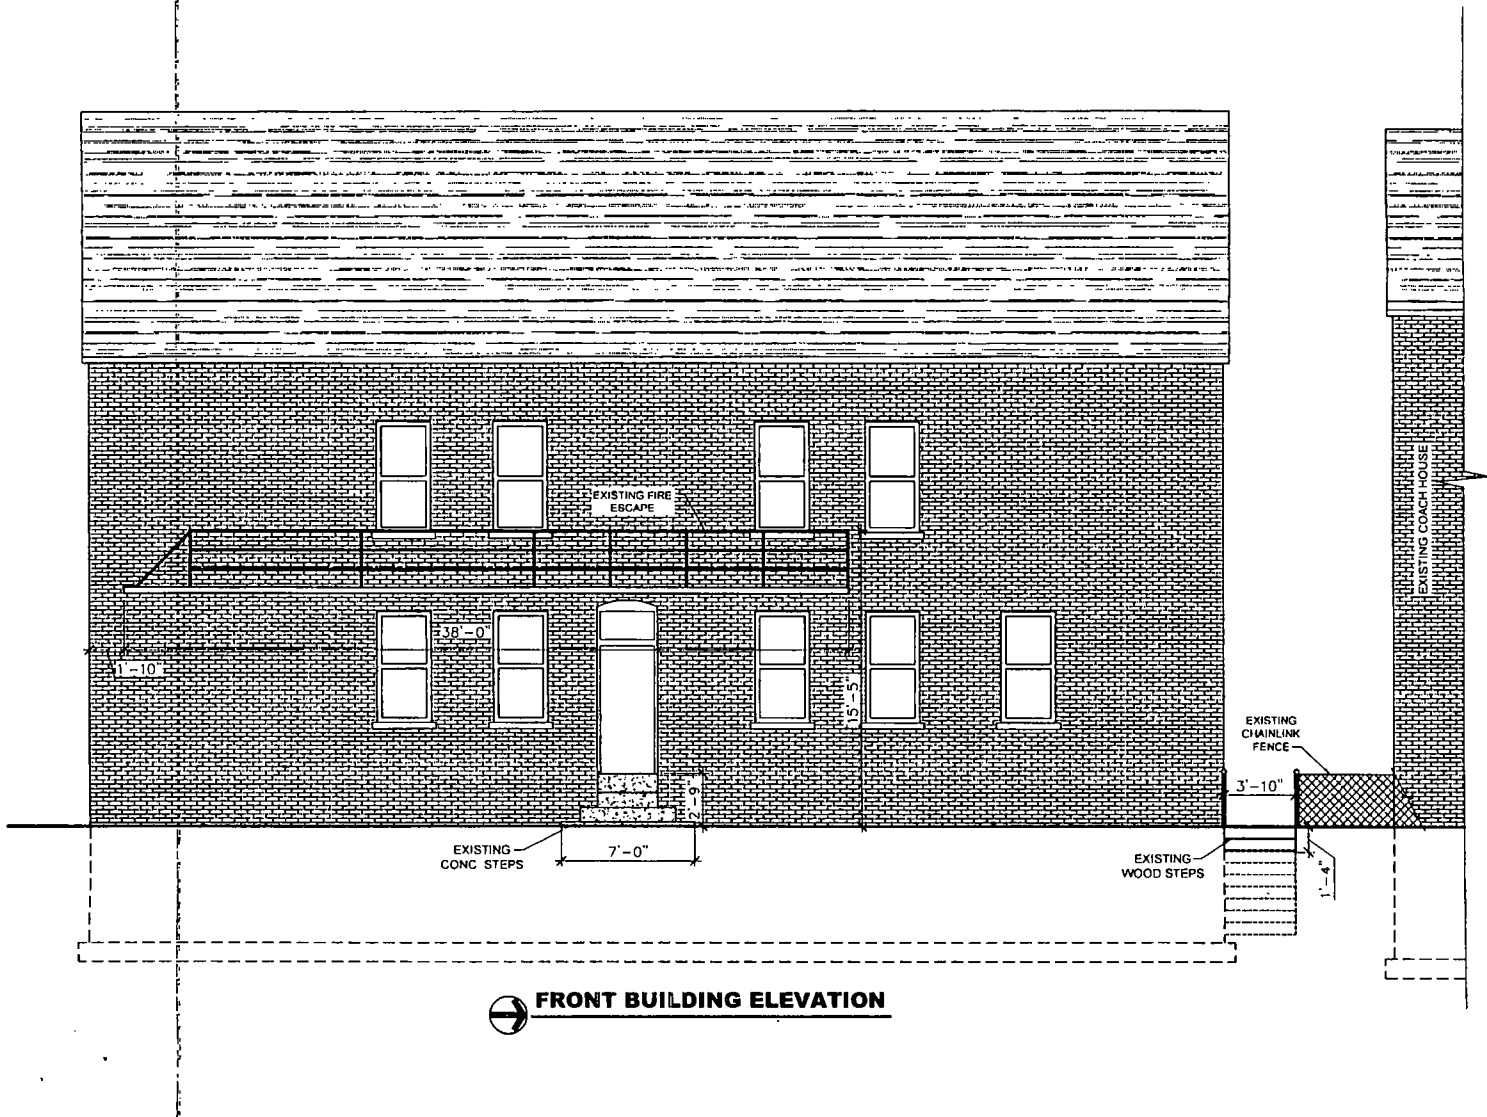 EXISTING FIRE
ESCAPE
EXISTING COACH HOUSE
38'-0"
1'-10"
15'-5"
EXISTING
CHAINLINK
FENCE
2'-9"
3'-10"
EXISTING
CONC STEPS
7'-0"
EXISTING
WOOD STEPS
1'-4"
FRONT BUILDING ELEVATION